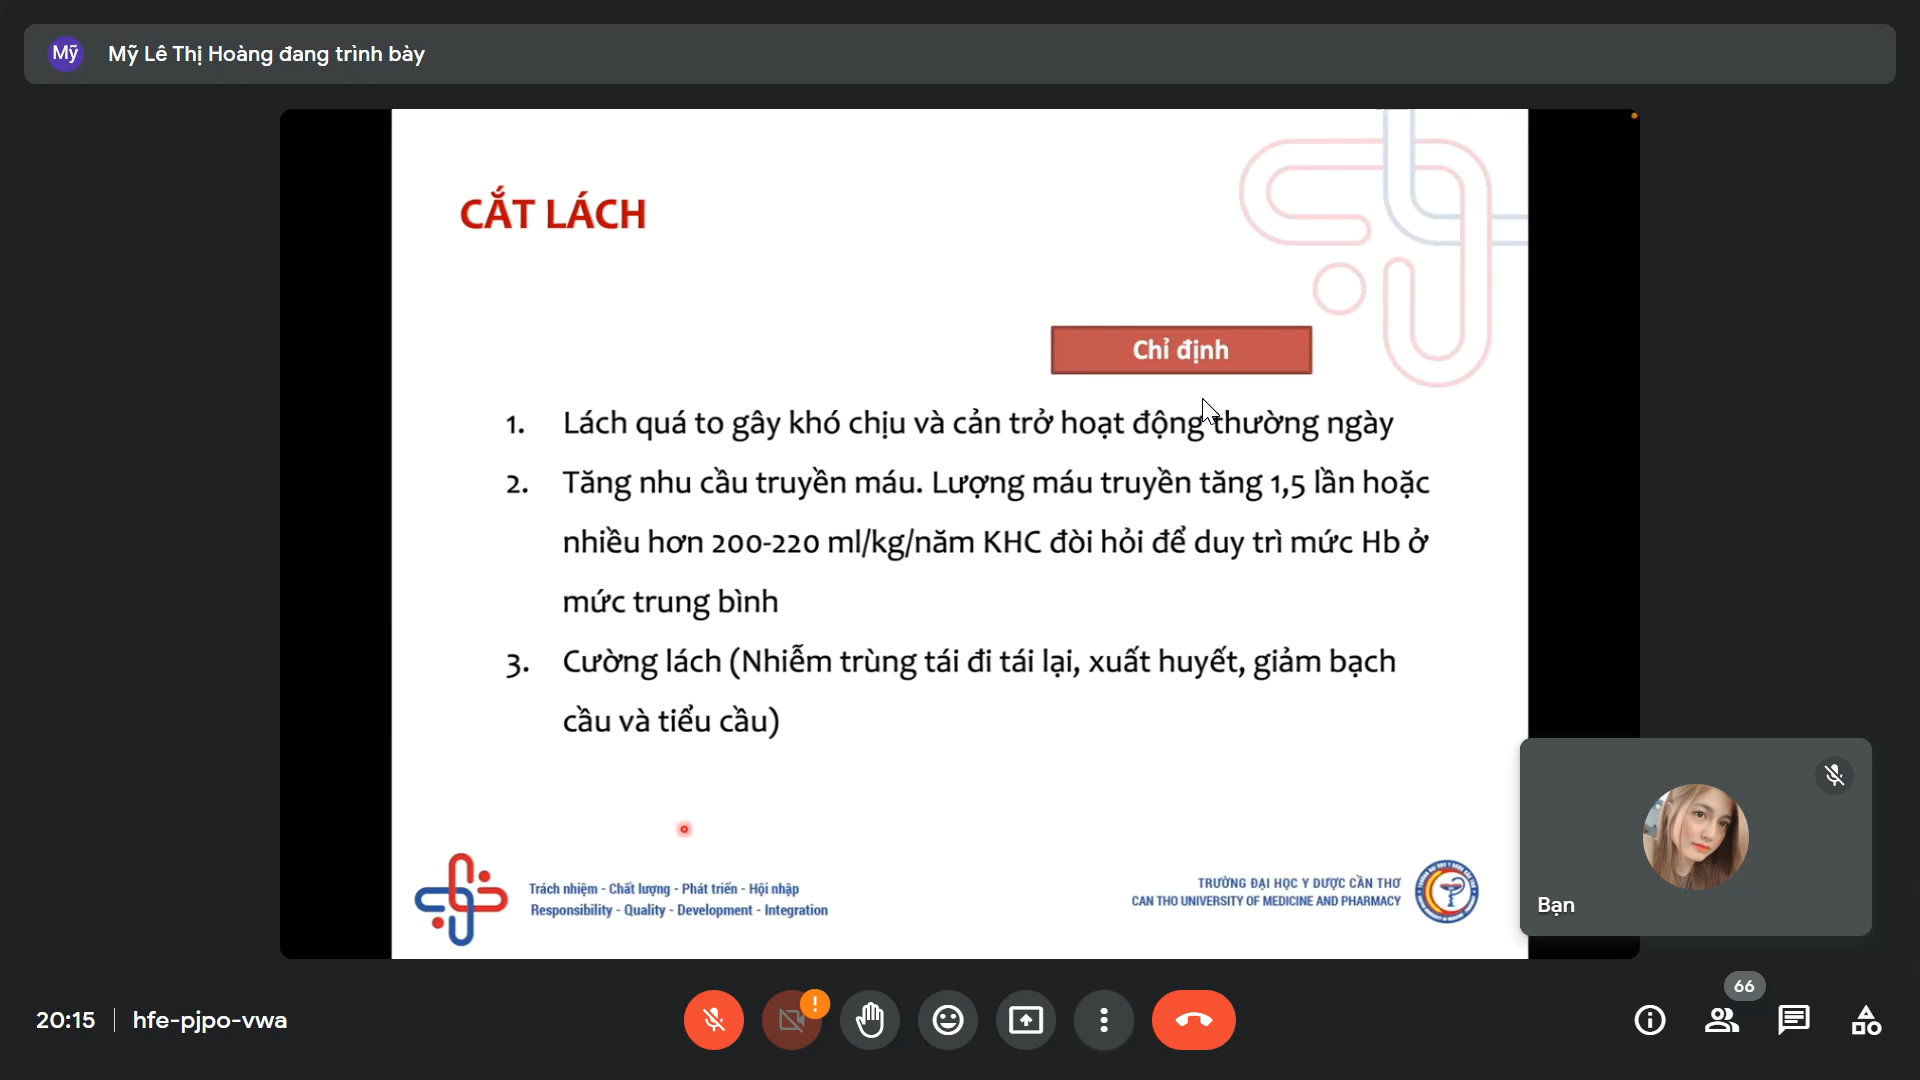 Mỹ Mỹ Lê Thị Hoàng đang trình bày
CẮT LÁCH
Chỉ định
1. Lách quá to gây khó chịu và cản trở hoạt động thường ngày
2. Tăng nhu cầu truyền máu. Lượng máu truyền tăng 1,5 lần hoặc
nhiều hơn 200-220 ml/kg/năm KHC đòi hỏi để duy trì mức Hb ở
mức trung bình
3. Cường lách (Nhiễm trùng tái đi tái lại, xuất huyết, giảm bạch
cầu và tiểu cầu)
Trách nhiệm - Chất lượng - Phát triển - Hội nhập
Responsibility - Quality - Development - Integration
TRƯỜNG ĐẠI HỌC Y DƯỢC CẦN THƠ
CAN THO UNIVERSITY OF MEDICINE AND PHARMACY
Bạn
20:15 hfe-pjpo-vwa
66